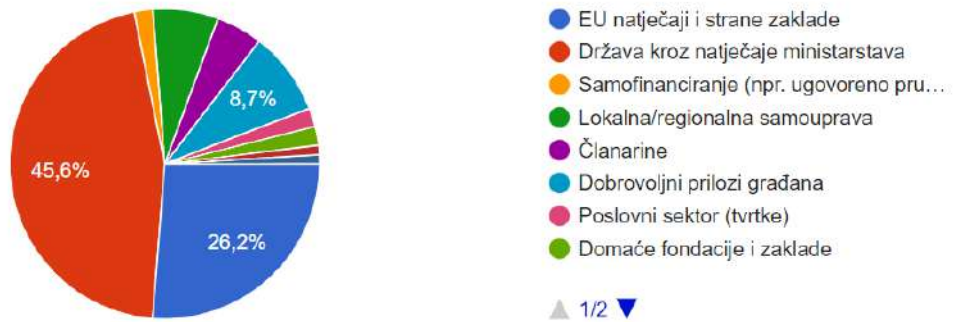 EU natječaji i strane zaklade
Država kroz natječaje ministarstava
Samofinanciranje (npr. ugovoreno pru…
Lokalna/regionalna samouprava
Članarine
Dobrovoljni prilozi građana
Poslovni sektor (tvrtke)
Domaće fondacije i zaklade
1/2
8,7%
45,6%
26,2%